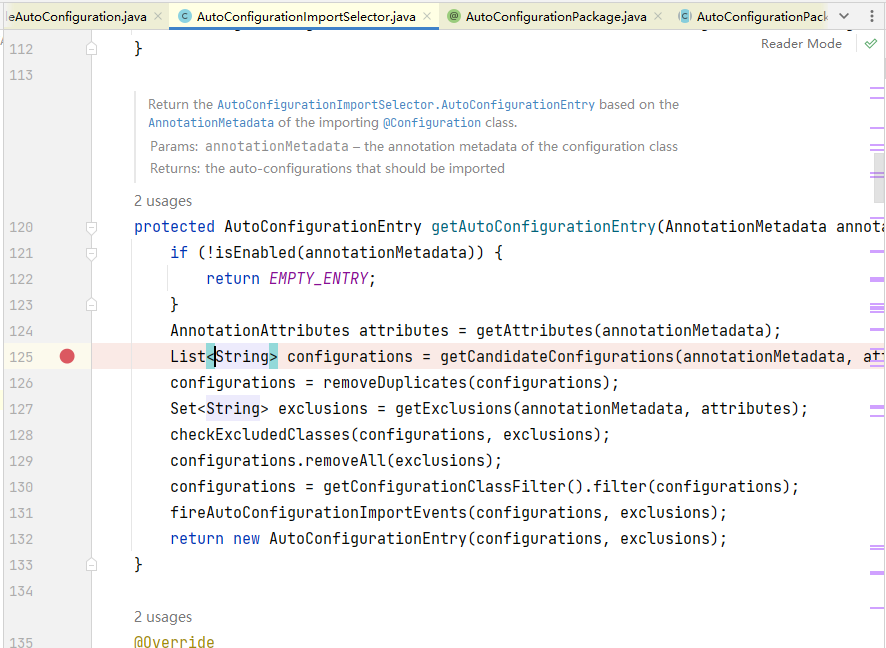 leAutoConfiguration.java AutoConfigurationImportSelector.java AutoConfigurationPackage.java AutoConfigurationPack
Reader Mode
112 }
113
Return the AutoConfigurationImportSelector.AutoConfigurationEntry based on the
AnnotationMetadata of the importing @Configuration class.
Params: annotationMetadata – the annotation metadata of the configuration class
Returns: the auto-configurations that should be imported
2 usages
120 protected AutoConfigurationEntry getAutoConfigurationEntry(AnnotationMetadata annota
121 if (!isEnabled(annotationMetadata)) {
122 return EMPTY_ENTRY;
123 }
124 AnnotationAttributes attributes = getAttributes(annotationMetadata);
125 List<String> configurations = getCandidateConfigurations(annotationMetadata, att
126 configurations = removeDuplicates(configurations);
127 Set<String> exclusions = getExclusions(annotationMetadata, attributes);
128 checkExcludedClasses(configurations, exclusions);
129 configurations.removeAll(exclusions);
130 configurations = getConfigurationClassFilter().filter(configurations);
131 fireAutoConfigurationImportEvents(configurations, exclusions);
132 return new AutoConfigurationEntry(configurations, exclusions);
133 }
134
2 usages
135 @Override